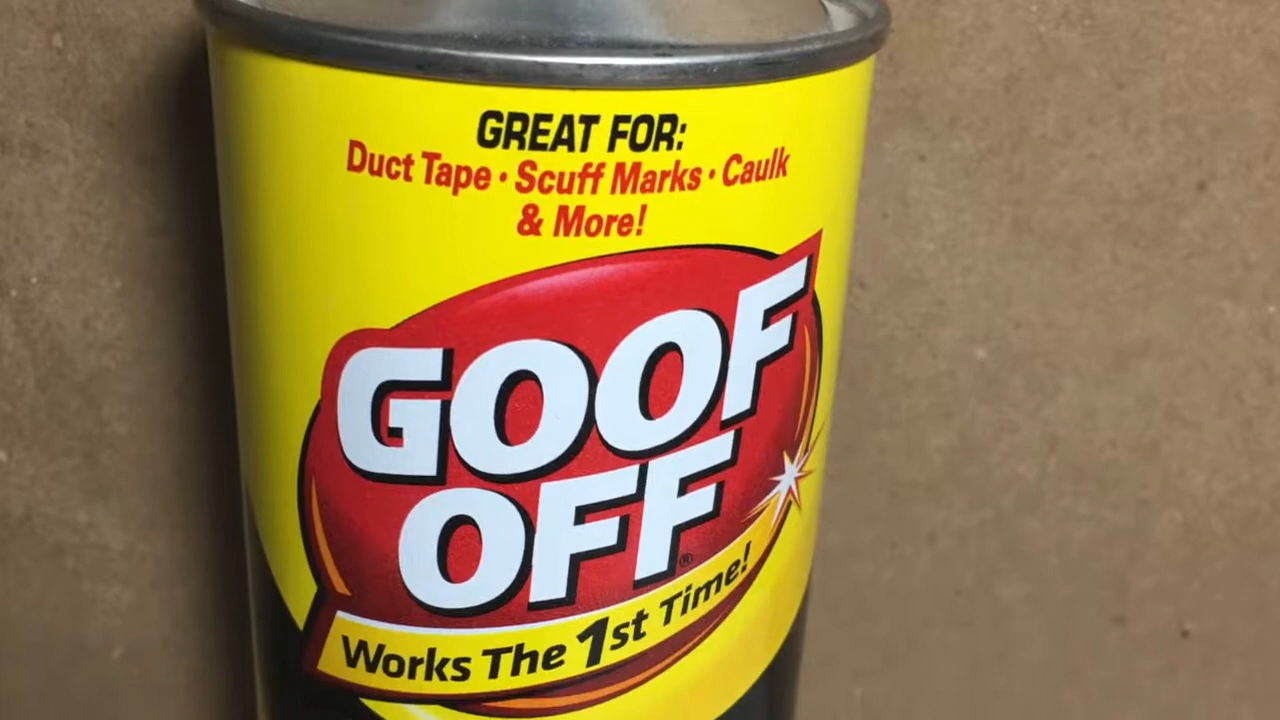 GREAT FOR:
Duct Tape · Scuff Marks · Caulk
& More!
GOOF
OFF®
Works The 1st Time!